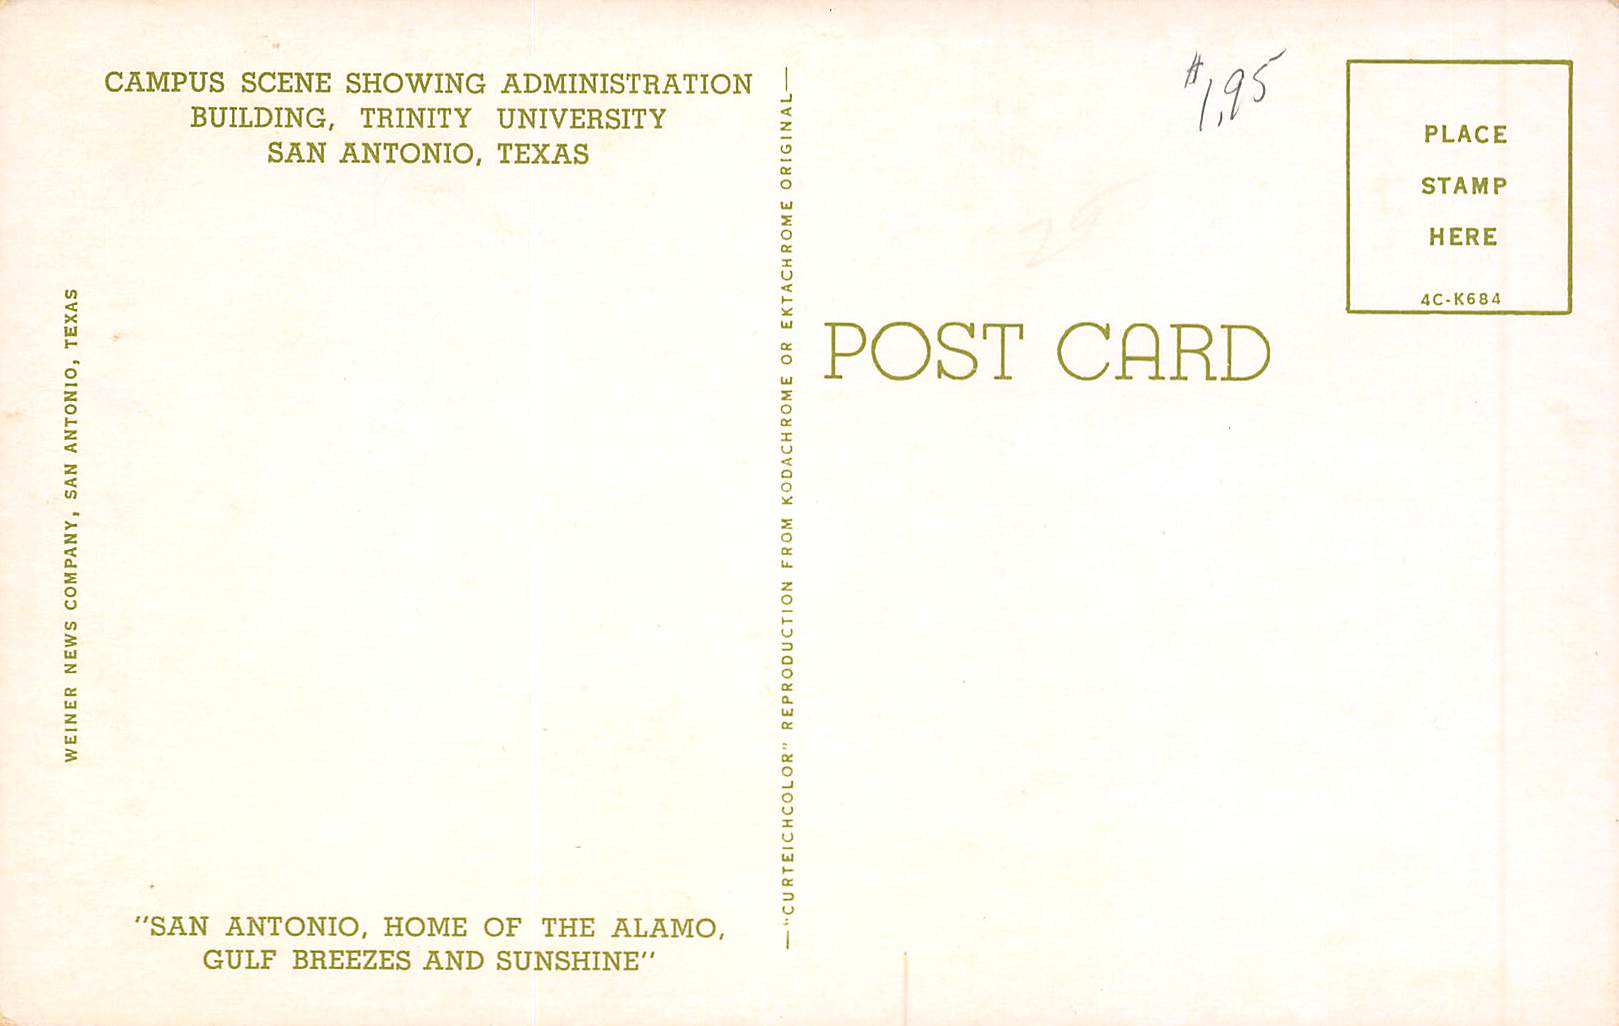 CAMPUS SCENE SHOWING ADMINISTRATION
BUILDING, TRINITY UNIVERSITY
SAN ANTONIO, TEXAS
WEINER NEWS COMPANY, SAN ANTONIO, TEXAS
"SAN ANTONIO, HOME OF THE ALAMO,
GULF BREEZES AND SUNSHINE"
—"CURTEICHCOLOR" REPRODUCTION FROM KODACHROME OR EKTACHROME ORIGINAL—
#1.95
POST CARD
PLACE
STAMP
HERE
4C-K684